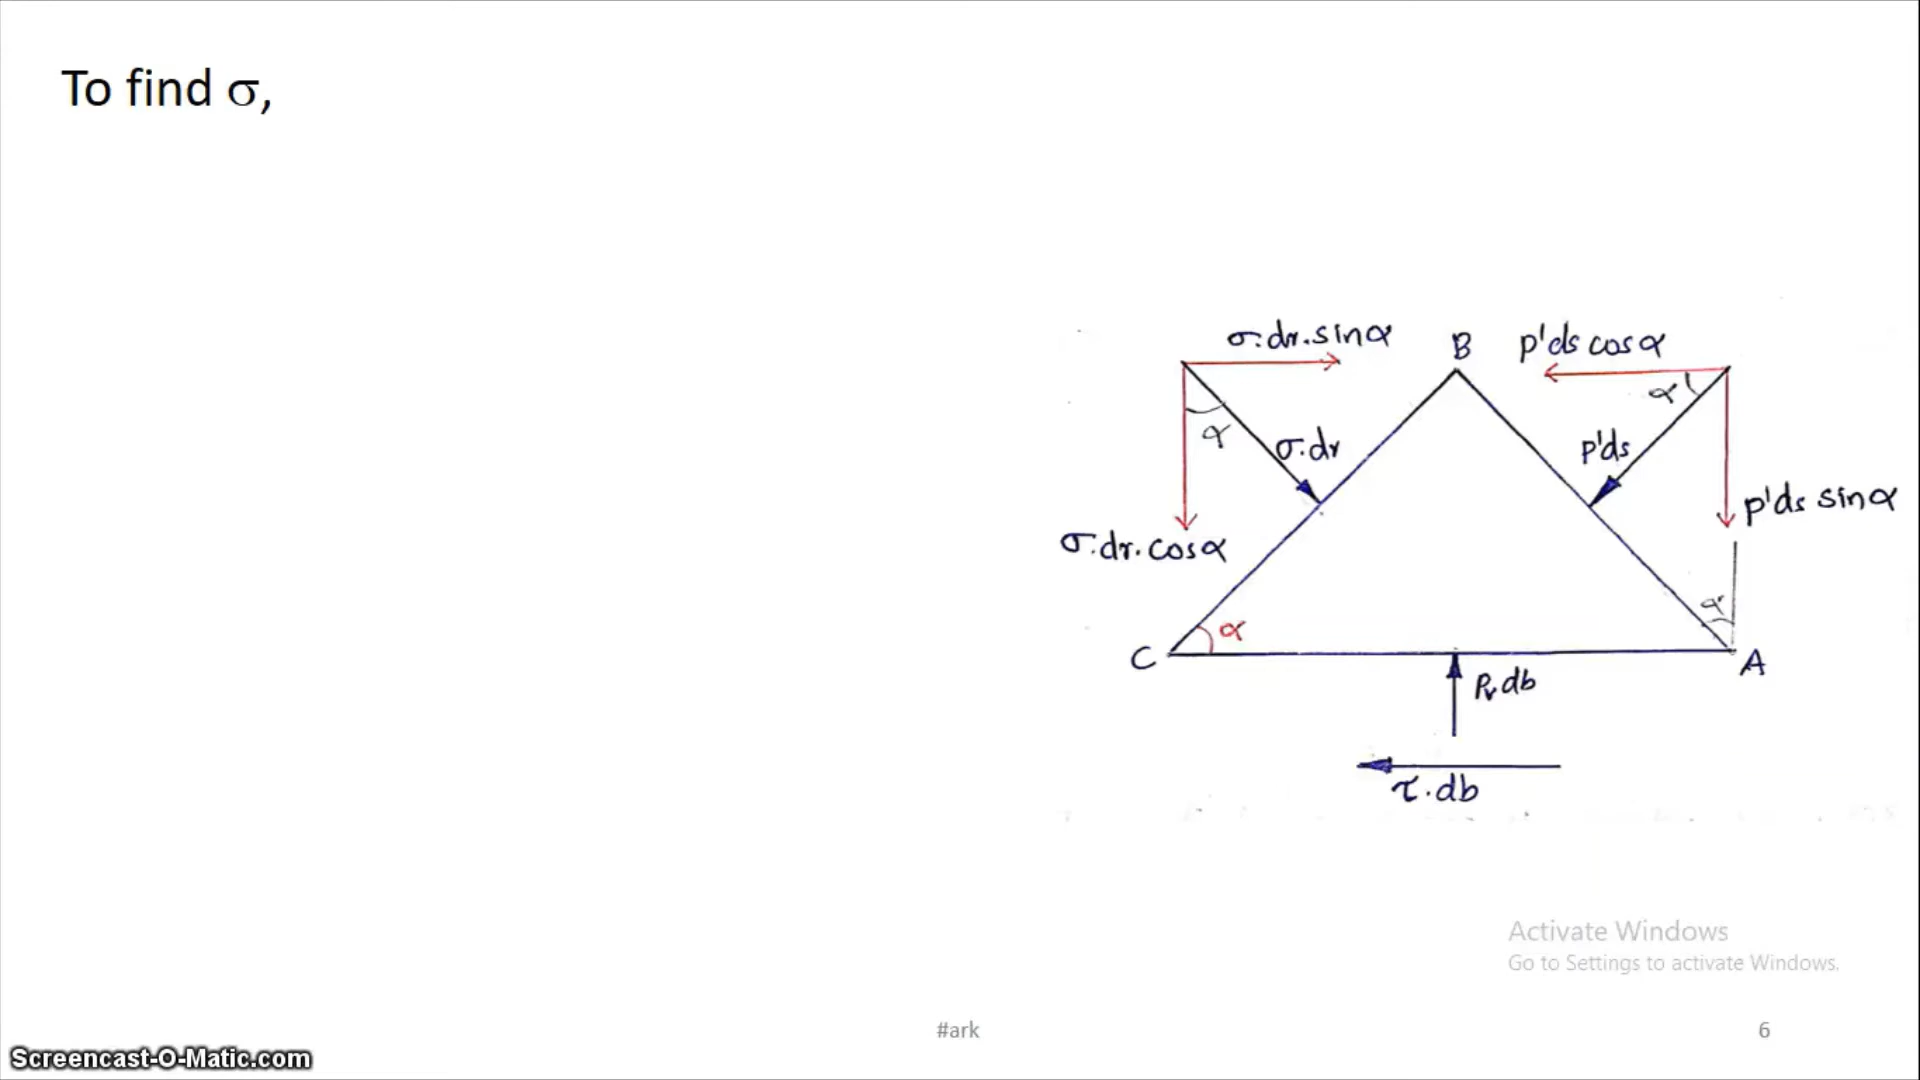 To find σ,
σ.dr.sinα
B
p'ds cosα
α
α
σ.dr
p'ds
p'ds sinα
σ.dr.cosα
α
α
C
A
Pv db
τ.db
Activate Windows
Go to Settings to activate Windows.
#ark
6
Screencast-O-Matic.com